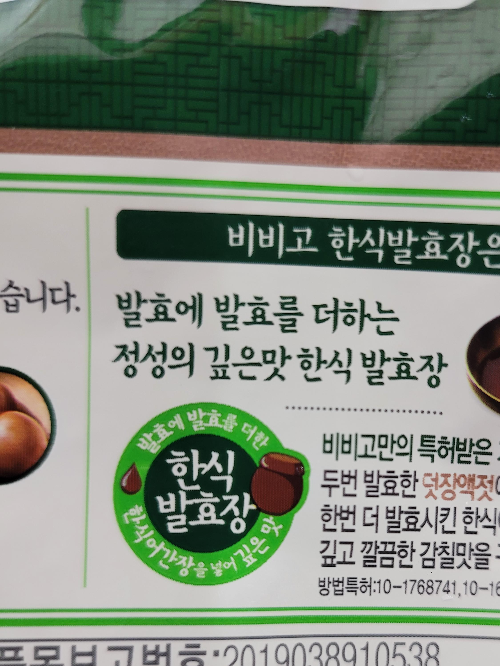 비비고 한식발효장은
습니다.
발효에 발효를 더하는
정성의 깊은맛 한식 발효장
발효에 발효를 더한
한식
발효장
한식어간장을 넣어 깊은 맛
비비고만의 특허받은
두번 발효한 덧장액젓
한번 더 발효시킨 한식
깊고 깔끔한 감칠맛을
방법특허:10-1768741,10-16
품목보고번호:2019038910538